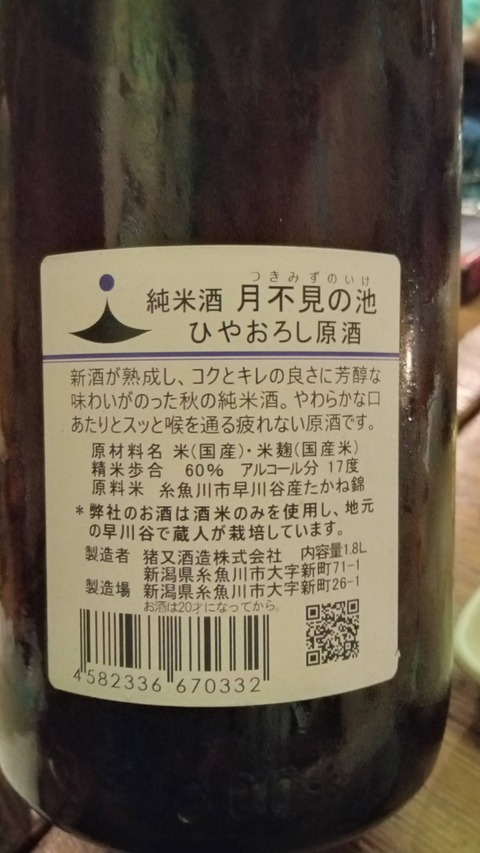 つきみずのいけ
純米酒 月不見の池
ひやおろし原酒
新酒が熟成し、コクとキレの良さに芳醇な
味わいがのった秋の純米酒。やわらかな口
あたりとスッと喉を通る疲れない原酒です。
原材料名 米(国産)・米麹(国産米)
精米歩合 60% アルコール分 17度
原料米 糸魚川市早川谷産たかね錦
*弊社のお酒は酒米のみを使用し、地元
の早川谷で蔵人が栽培しています。
製造者 猪又酒造株式会社 内容量1.8L
新潟県糸魚川市大字新町71-1
製造場 新潟県糸魚川市大字新町26-1
お酒は20才になってから。
4582336 670332